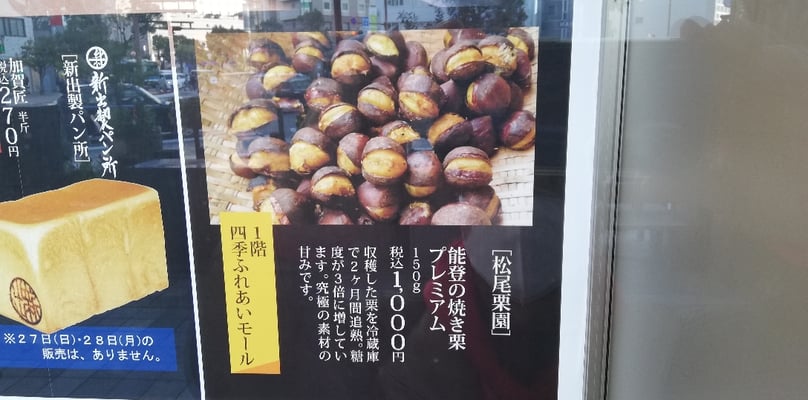 [松尾栗園]
能登の焼き栗
プレミアム
150g
税込1,000円
収穫した栗を冷蔵庫
で2ヶ月間追熟。糖
度が3倍に増してい
ます。究極の素材の
甘みです。
1階
四季ふれあいモール
新出製パン所
[新出製パン所]
加賀匠 半斤
税込270円
※27日(日)・28日(月)の
販売は、ありません。